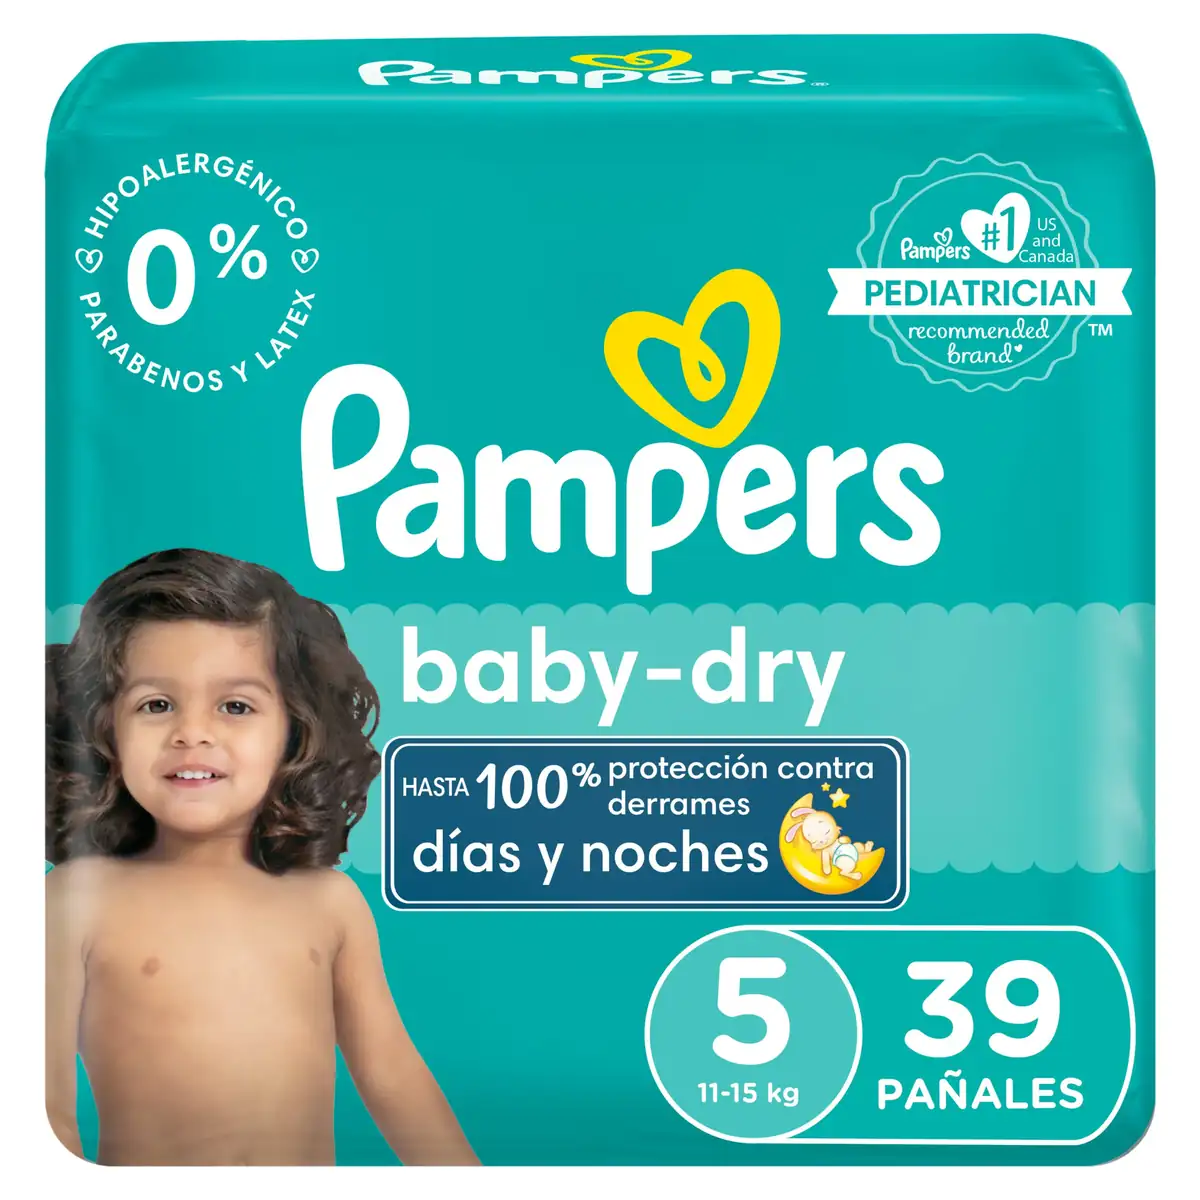 Pampers®
HIPOALERGÉNICO
0%
PARABENOS Y LATEX
Pampers #1 US and Canada
PEDIATRICIAN
recommended TM
brand
Pampers
baby-dry
HASTA 100% protección contra
derrames
días y noches
5
11-15 kg
39
PAÑALES